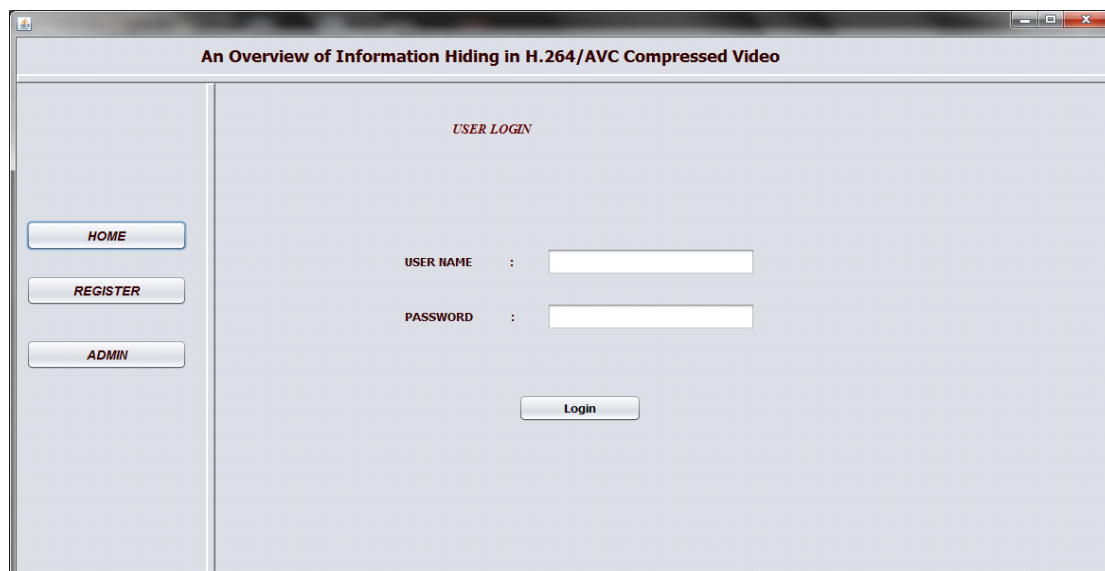 An Overview of Information Hiding in H.264/AVC Compressed Video
USER LOGIN
HOME
REGISTER
ADMIN
USER NAME :
PASSWORD :
Login